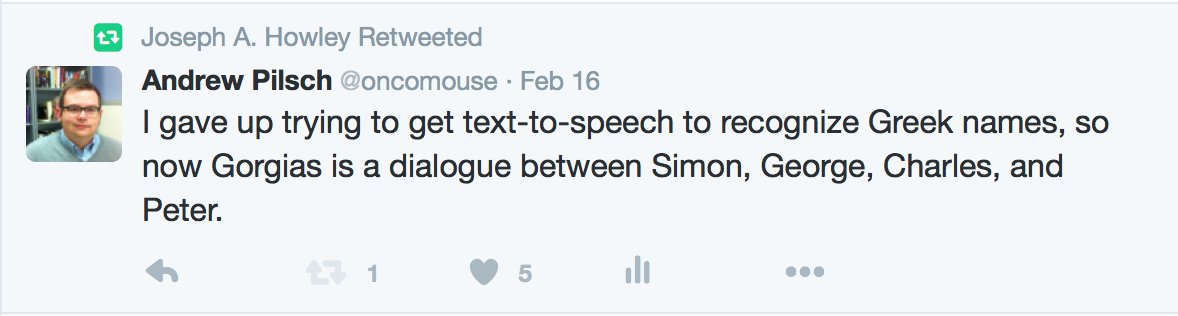 Joseph A. Howley Retweeted
Andrew Pilsch @oncomouse · Feb 16
I gave up trying to get text-to-speech to recognize Greek names, so
now Gorgias is a dialogue between Simon, George, Charles, and
Peter.
1 5